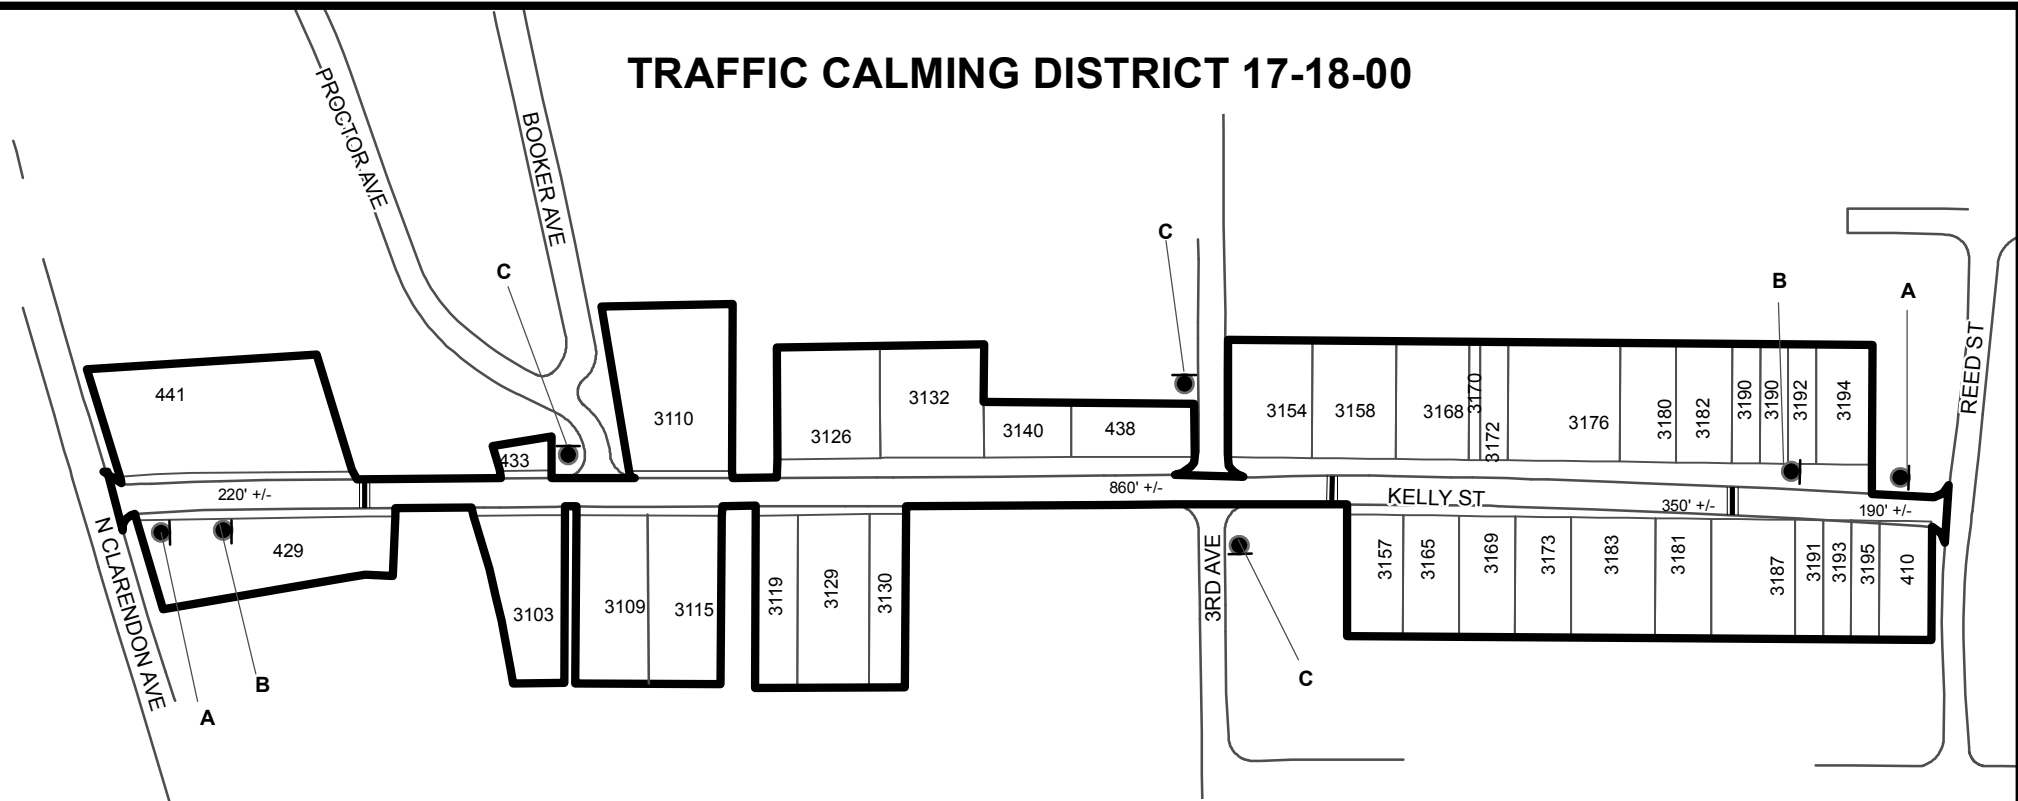 TRAFFIC CALMING DISTRICT 17-18-00
PROCTOR AVE
BOOKER AVE
C
C
B
A
REED ST
441
433
3110
3126
3132
3140
438
3154
3158
3168
3170
3172
3176
3180
3182
3190
3190
3192
3194
220' +/-
860' +/-
KELLY ST
350' +/-
190' +/-
N CLARENDON AVE
429
3103
3109
3115
3119
3129
3130
3RD AVE
3157
3165
3169
3173
3183
3181
3187
3191
3193
3195
410
A
B
C